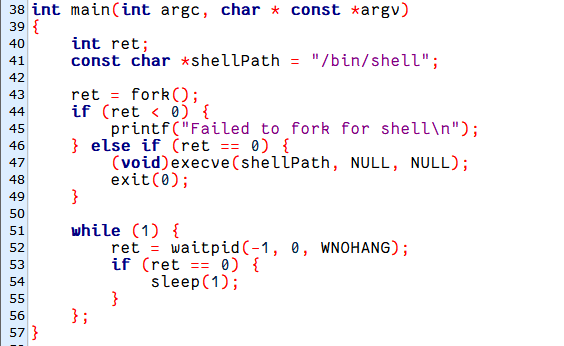 38 int main(int argc, char * const *argv)
39 {
40     int ret;
41     const char *shellPath = "/bin/shell";
42
43     ret = fork();
44     if (ret < 0) {
45         printf("Failed to fork for shell\n");
46     } else if (ret == 0) {
47         (void)execve(shellPath, NULL, NULL);
48         exit(0);
49     }
50
51     while (1) {
52         ret = waitpid(-1, 0, WNOHANG);
53         if (ret == 0) {
54             sleep(1);
55         }
56     };
57 }